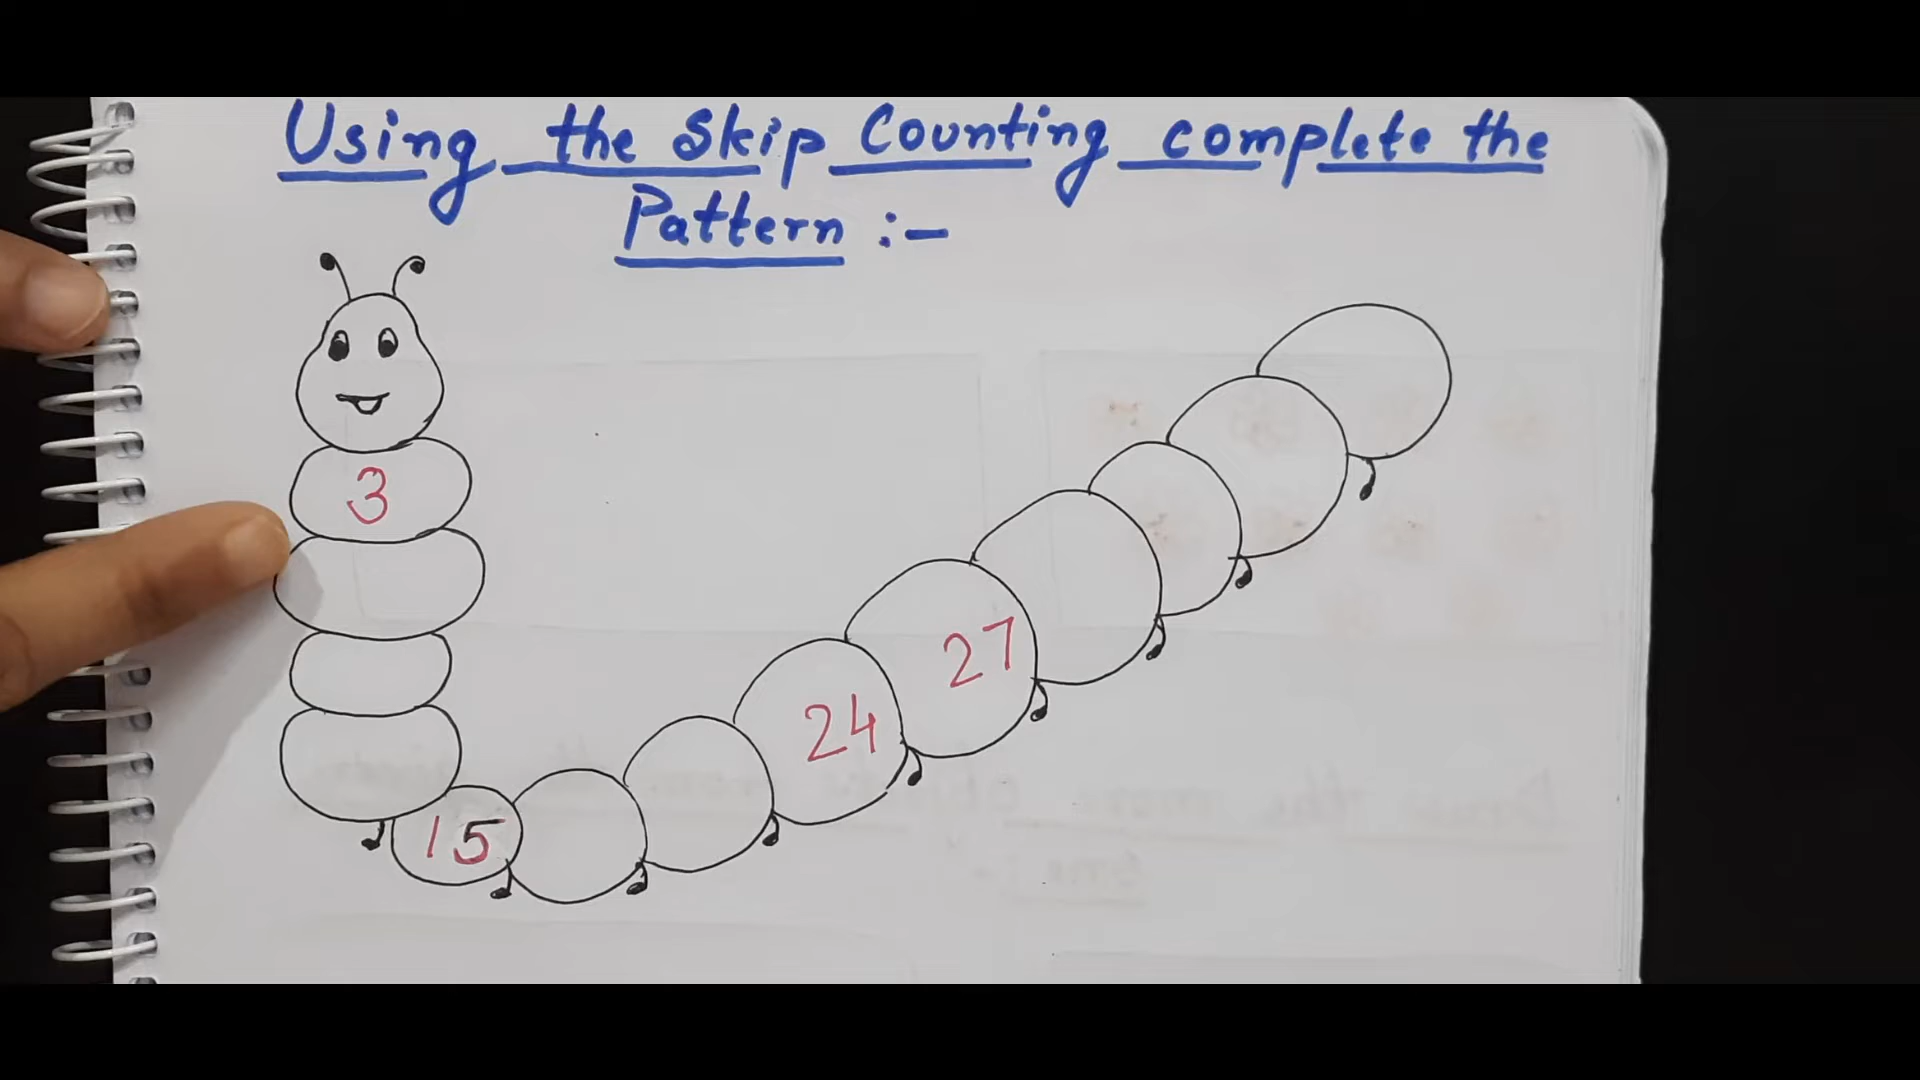 Using the Skip Counting complete the
Pattern :-
3
15
24
27